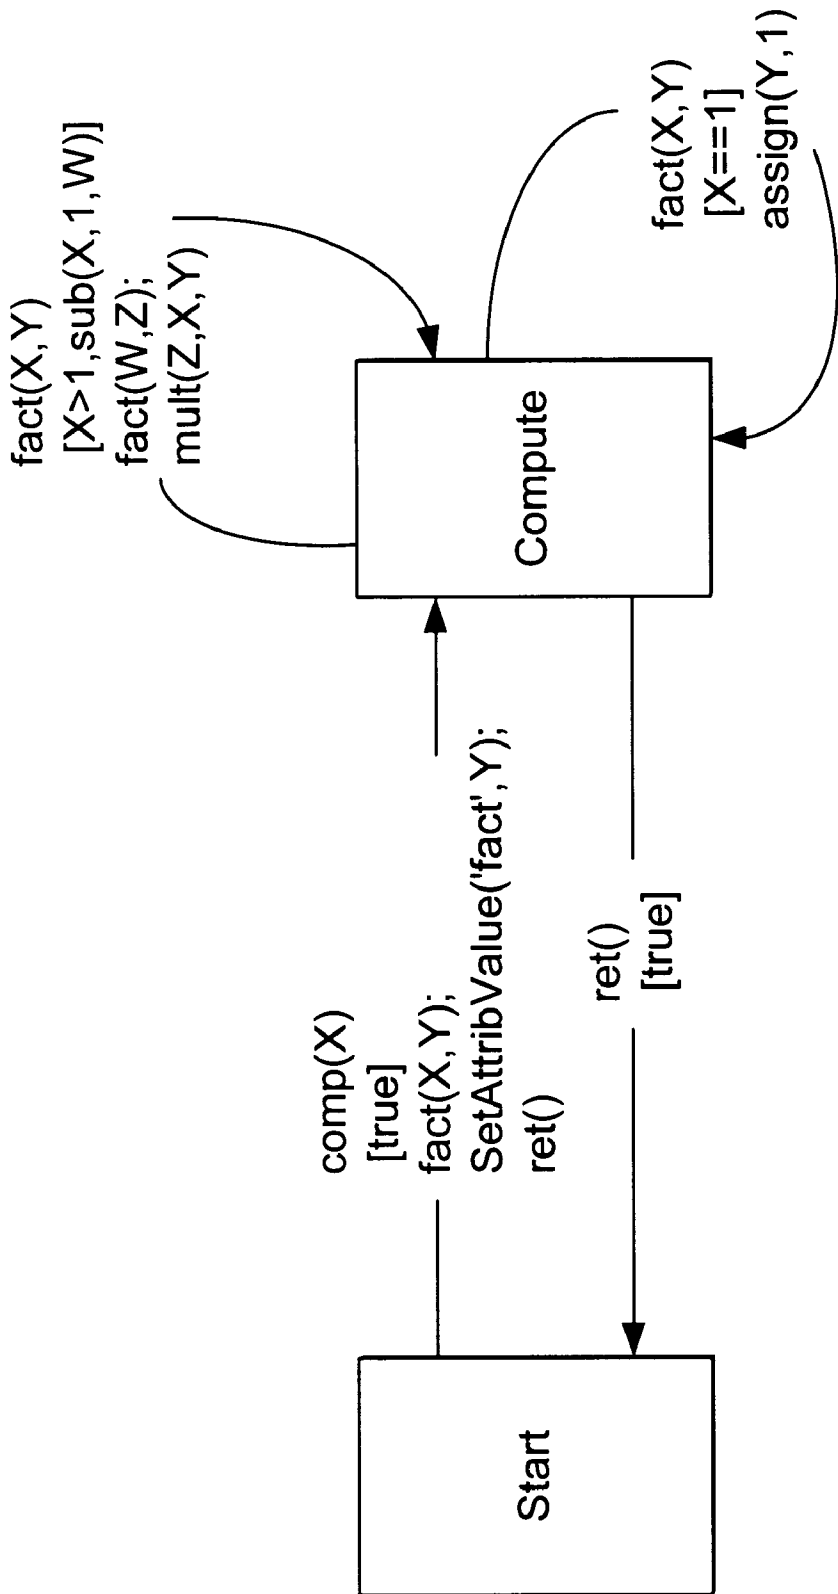 fact(X,Y)
[X>1,sub(X,1,W)]
fact(W,Z);
mult(Z,X,Y)
fact(X,Y)
[X==1]
assign(Y,1)
Compute
comp(X)
[true]
fact(X,Y);
SetAttribValue('fact',Y);
ret()
ret()
[true]
Start